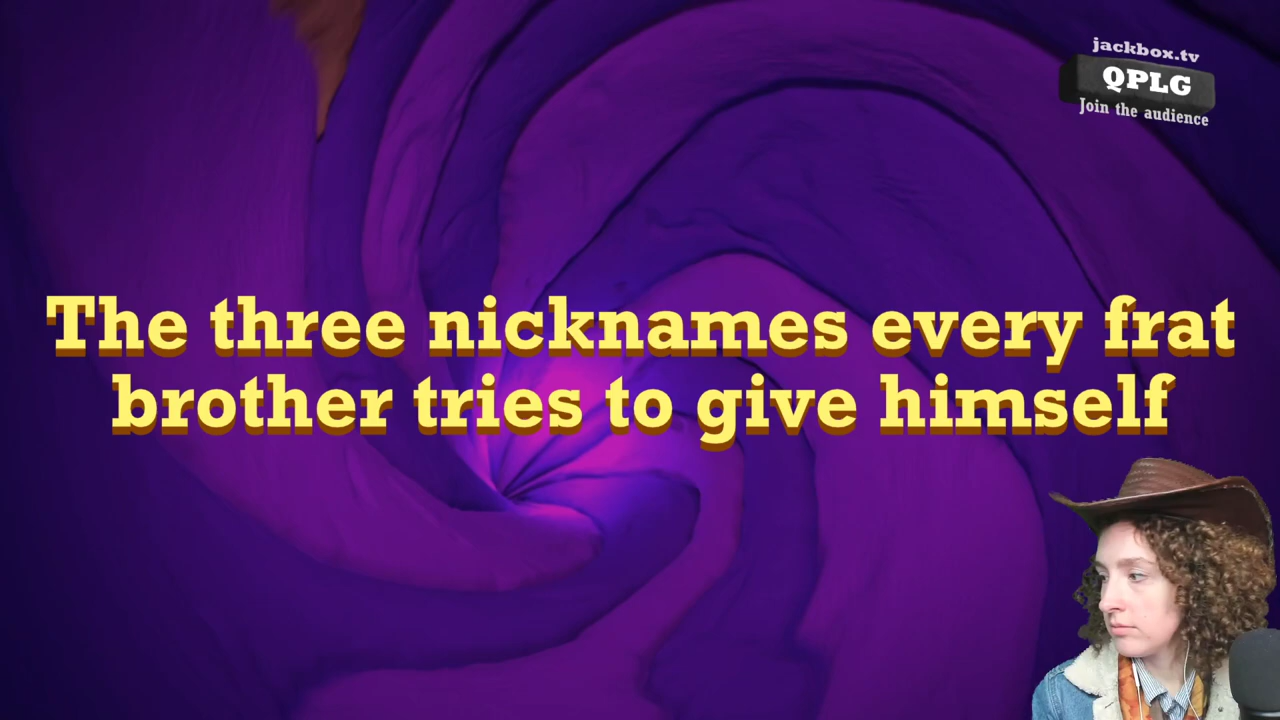 jackbox.tv
QPLG
Join the audience
The three nicknames every frat
brother tries to give himself